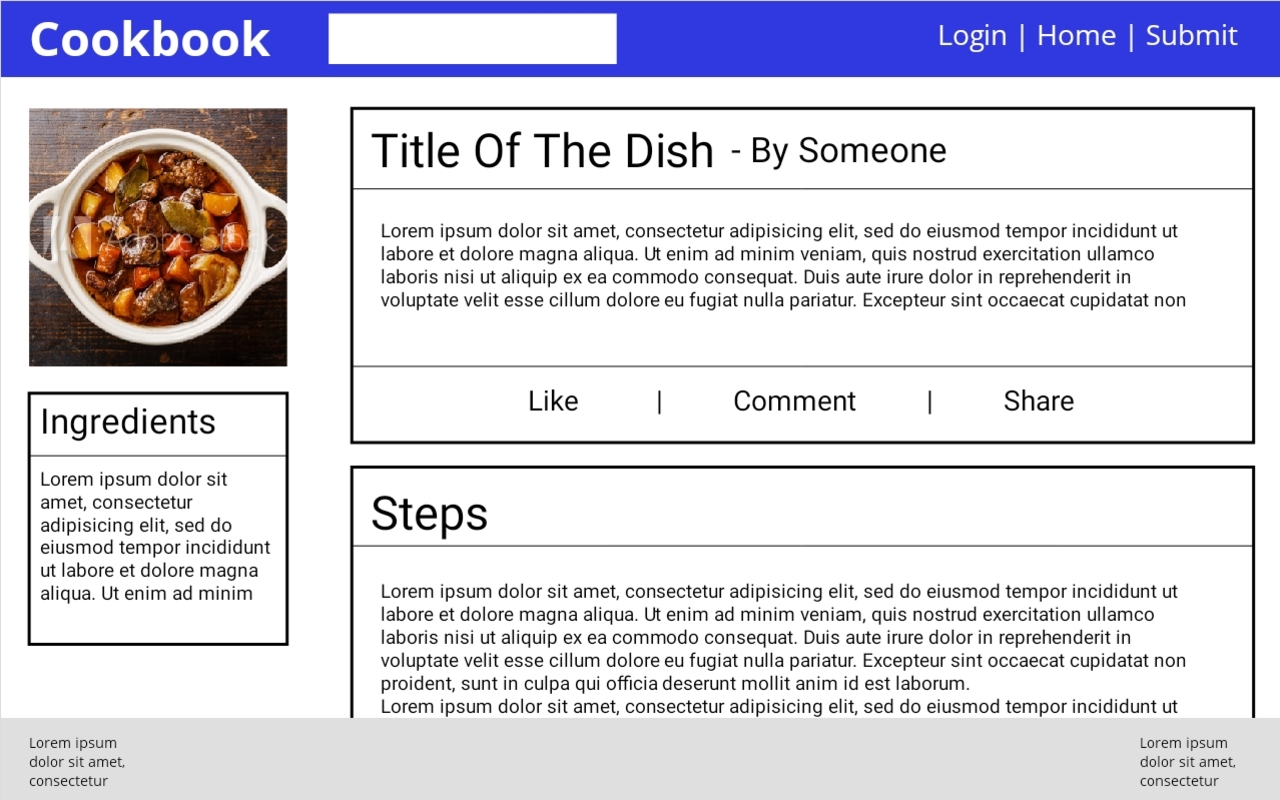 Cookbook
Login | Home | Submit
Adobe Stock
Title Of The Dish - By Someone
Lorem ipsum dolor sit amet, consectetur adipisicing elit, sed do eiusmod tempor incididunt ut
labore et dolore magna aliqua. Ut enim ad minim veniam, quis nostrud exercitation ullamco
laboris nisi ut aliquip ex ea commodo consequat. Duis aute irure dolor in reprehenderit in
voluptate velit esse cillum dolore eu fugiat nulla pariatur. Excepteur sint occaecat cupidatat non
Like | Comment | Share
Ingredients
Lorem ipsum dolor sit
amet, consectetur
adipisicing elit, sed do
eiusmod tempor incididunt
ut labore et dolore magna
aliqua. Ut enim ad minim
Steps
Lorem ipsum dolor sit amet, consectetur adipisicing elit, sed do eiusmod tempor incididunt ut
labore et dolore magna aliqua. Ut enim ad minim veniam, quis nostrud exercitation ullamco
laboris nisi ut aliquip ex ea commodo consequat. Duis aute irure dolor in reprehenderit in
voluptate velit esse cillum dolore eu fugiat nulla pariatur. Excepteur sint occaecat cupidatat non
proident, sunt in culpa qui officia deserunt mollit anim id est laborum.
Lorem ipsum dolor sit amet, consectetur adipisicing elit, sed do eiusmod tempor incididunt ut
Lorem ipsum
dolor sit amet,
consectetur
Lorem ipsum
dolor sit amet,
consectetur